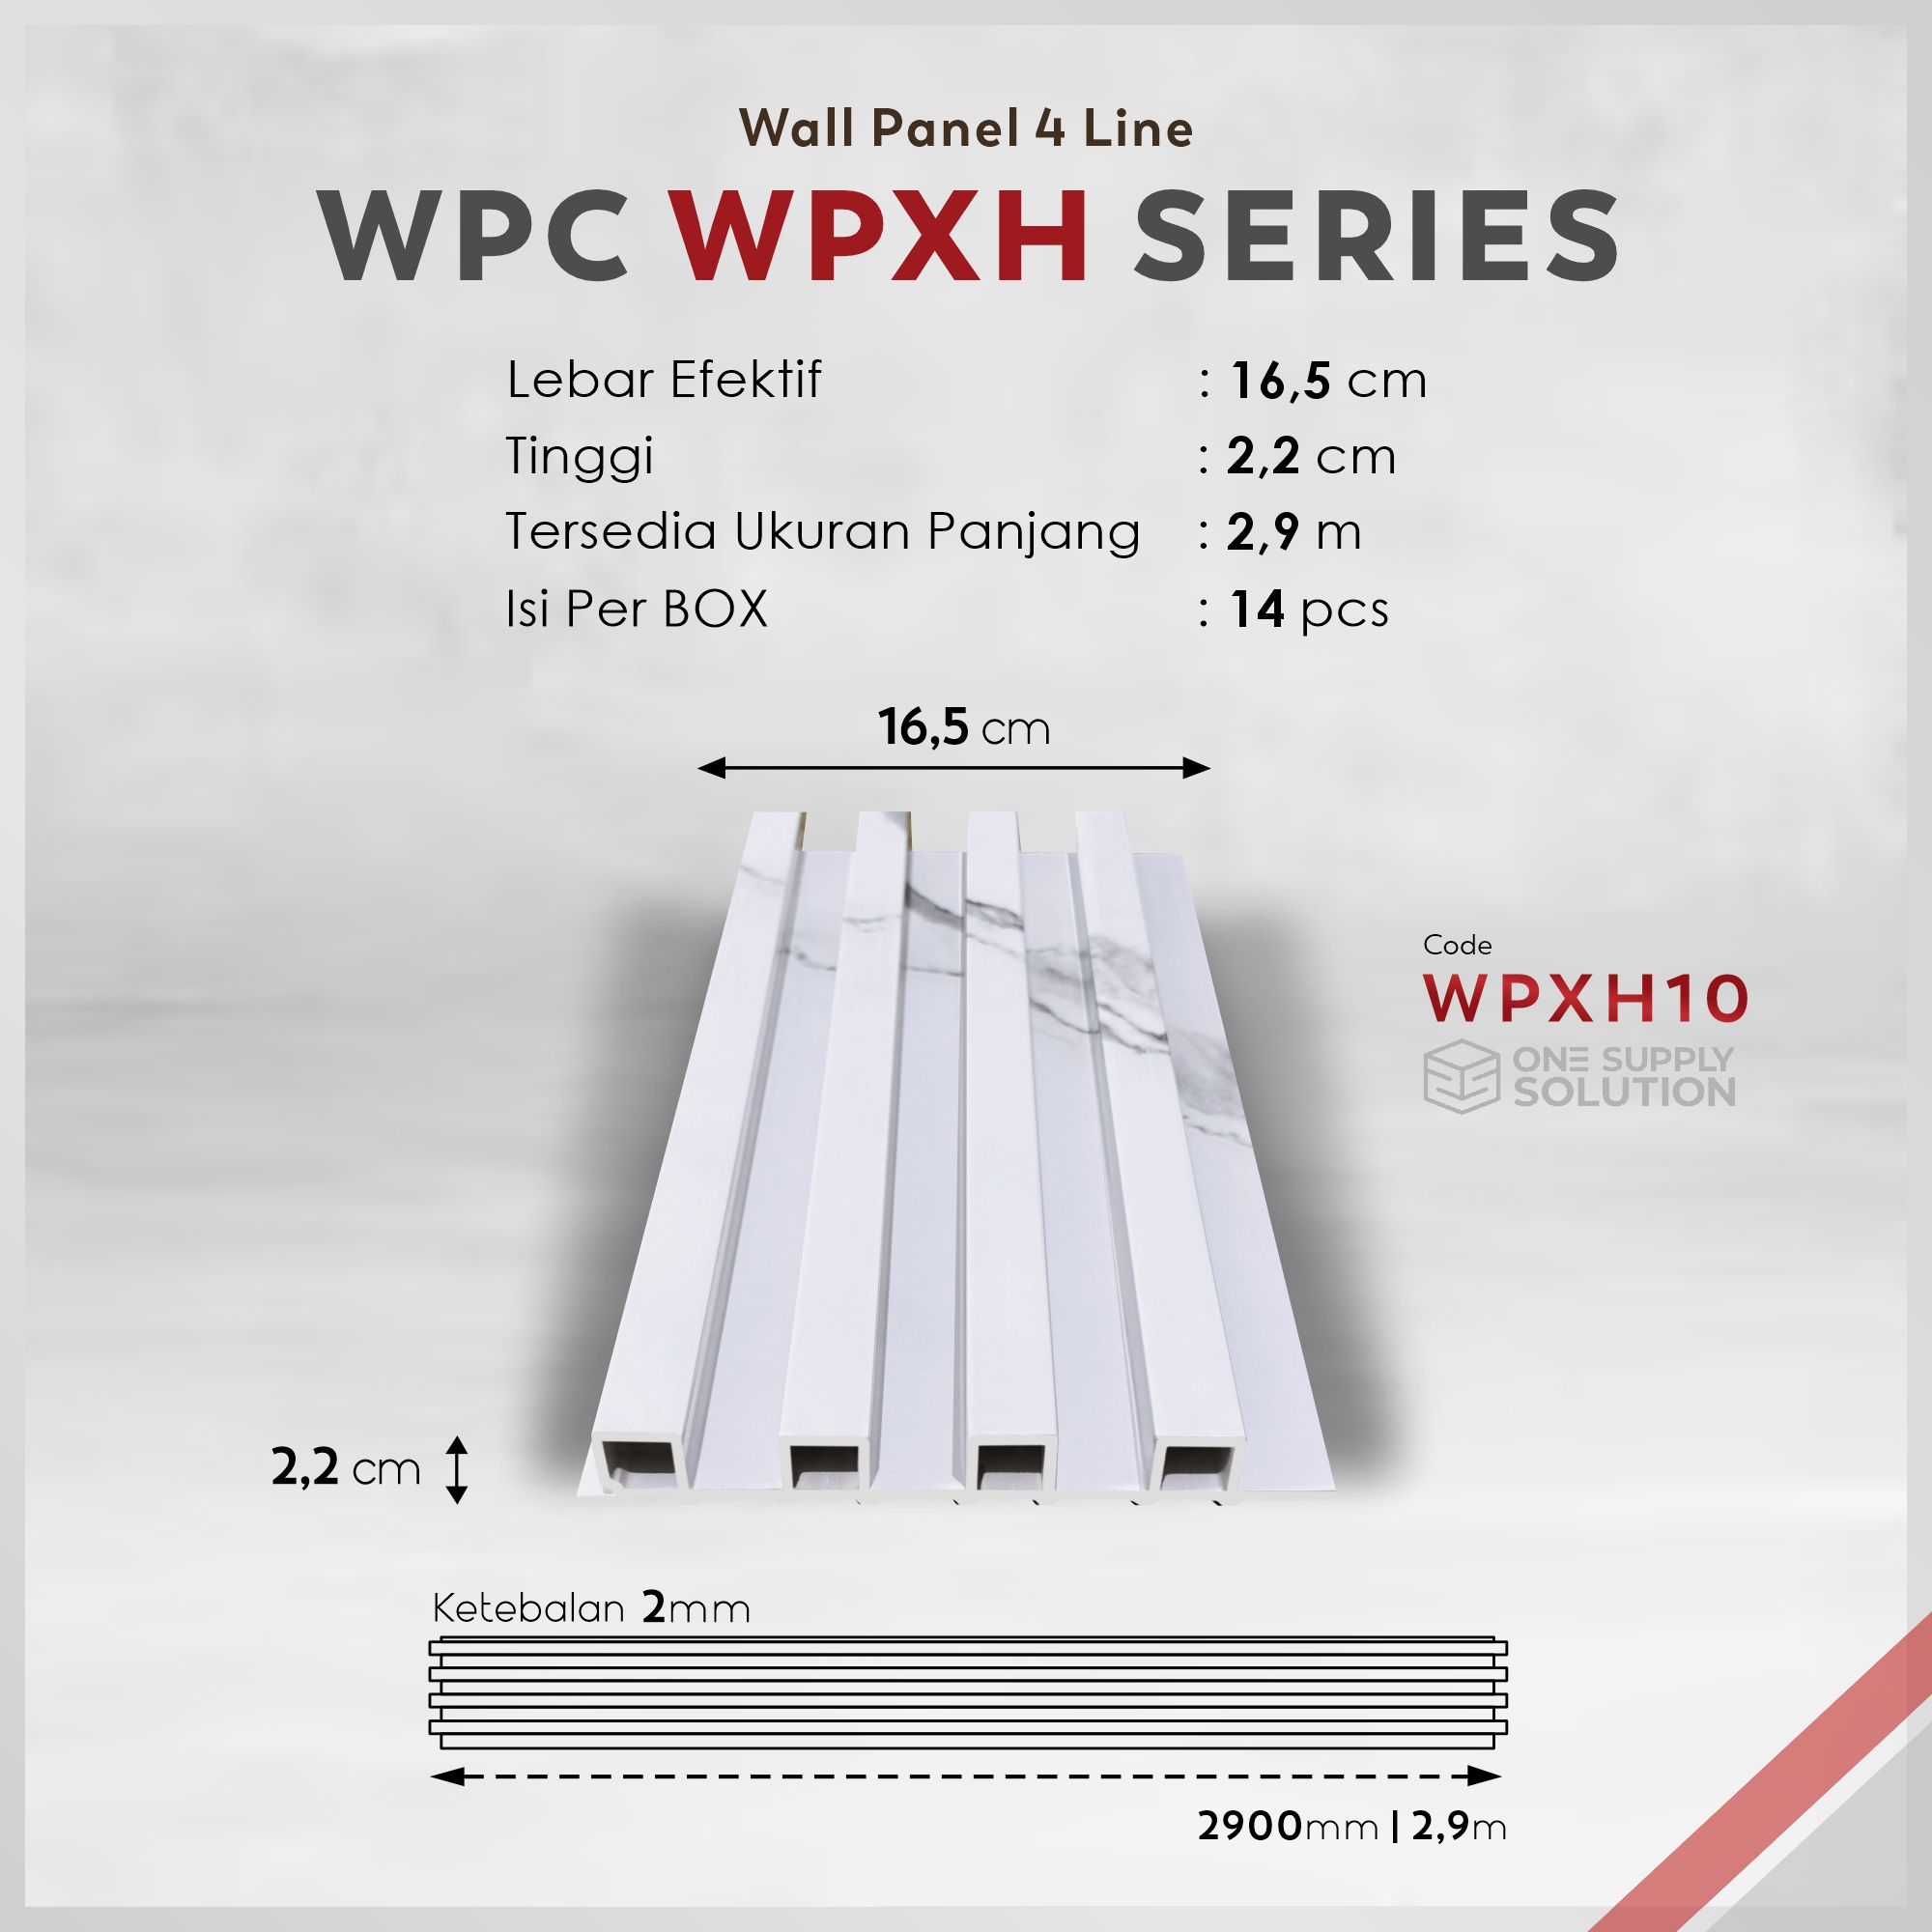 Wall Panel 4 Line
WPC WPXH SERIES
Lebar Efektif : 16,5 cm
Tinggi : 2,2 cm
Tersedia Ukuran Panjang : 2,9 m
Isi Per BOX : 14 pcs
16,5 cm
Code
WPXH10
ONE SUPPLY
SOLUTION
2,2 cm
Ketebalan 2mm
2900mm | 2,9m